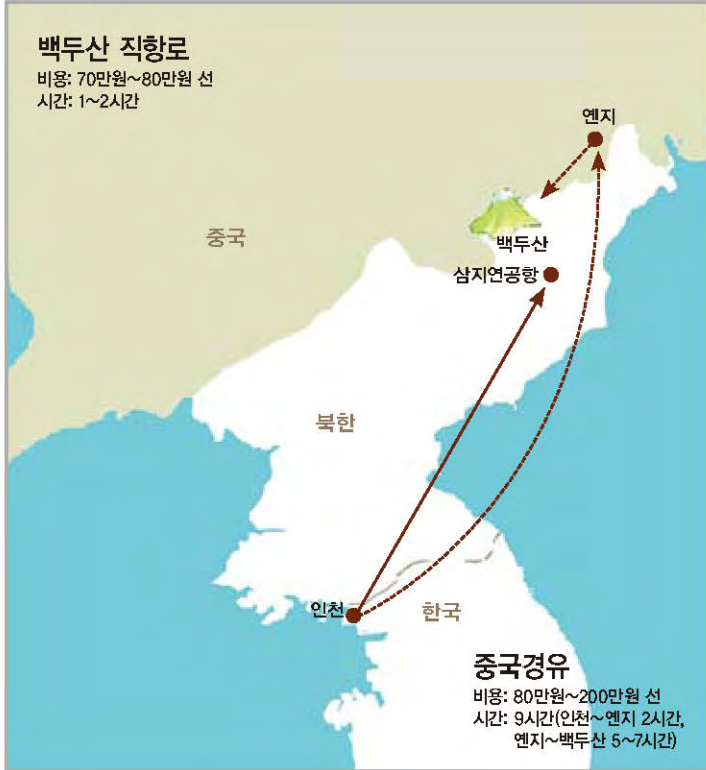 백두산 직항로
비용: 70만원~80만원 선
시간: 1~2시간
옌지
중국
백두산
삼지연공항
북한
인천
한국
중국경유
비용: 80만원~200만원 선
시간: 9시간(인천~옌지 2시간,
옌지~백두산 5~7시간)